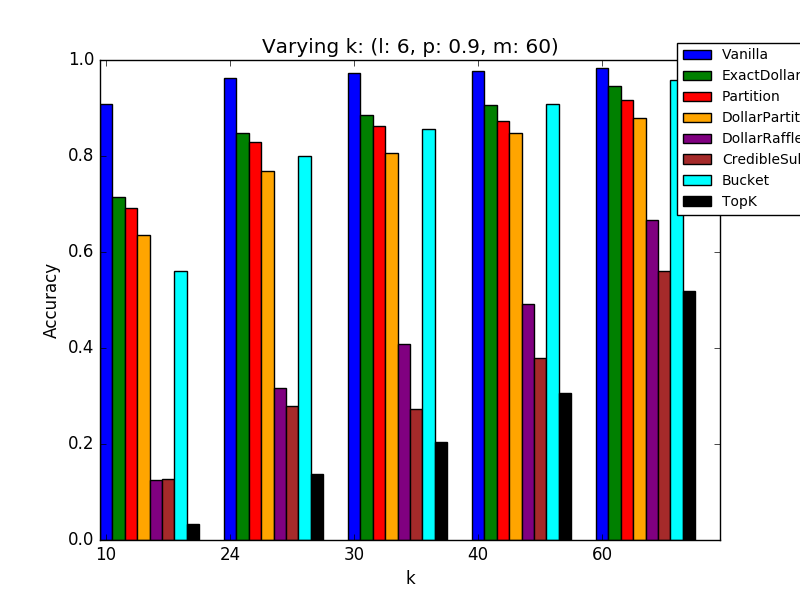 Varying k: (l: 6, p: 0.9, m: 60)
1.0
0.8
0.6
0.4
0.2
0.0
Accuracy
10 24 30 40 60
k
Vanilla
ExactDollar
Partition
DollarPartit
DollarRaffle
CredibleSul
Bucket
TopK